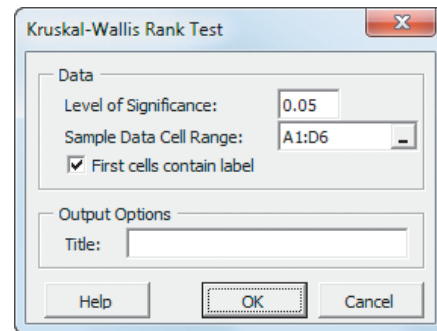 Kruskal-Wallis Rank Test
Data
Level of Significance: 0.05
Sample Data Cell Range: A1:D6
First cells contain label
Output Options
Title:
Help OK Cancel